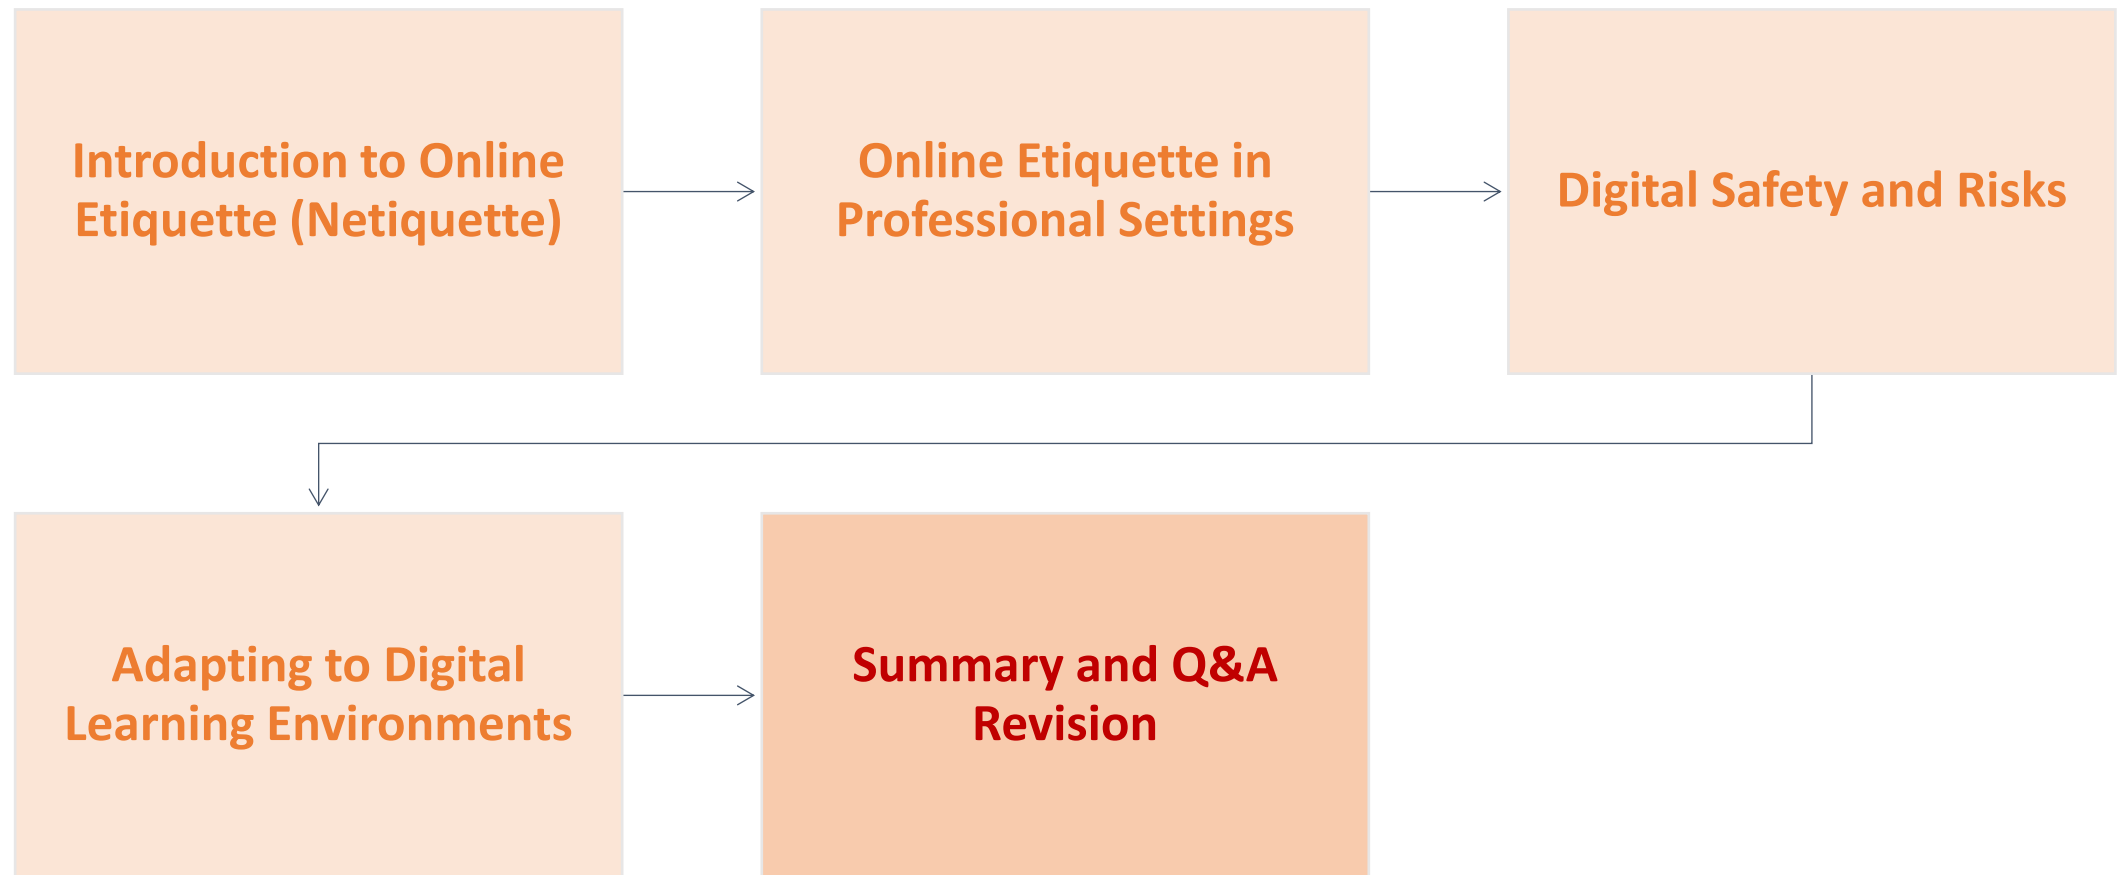 Introduction to Online
Etiquette (Netiquette)
Online Etiquette in
Professional Settings
Digital Safety and Risks
Adapting to Digital
Learning Environments
Summary and Q&A
Revision